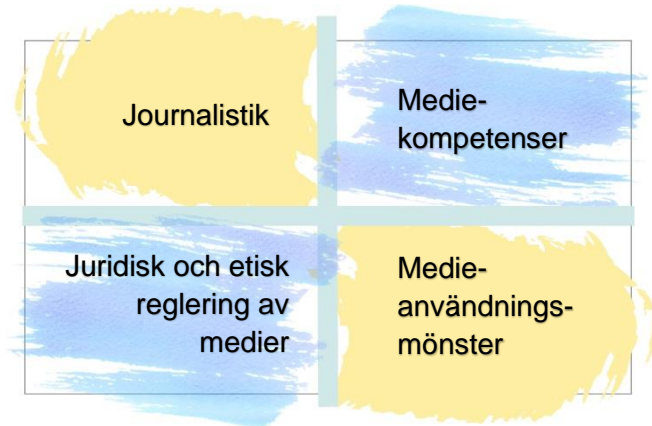 Journalistik
Medie-
kompetenser
Juridisk och etisk
reglering av
medier
Medie-
användnings-
mönster